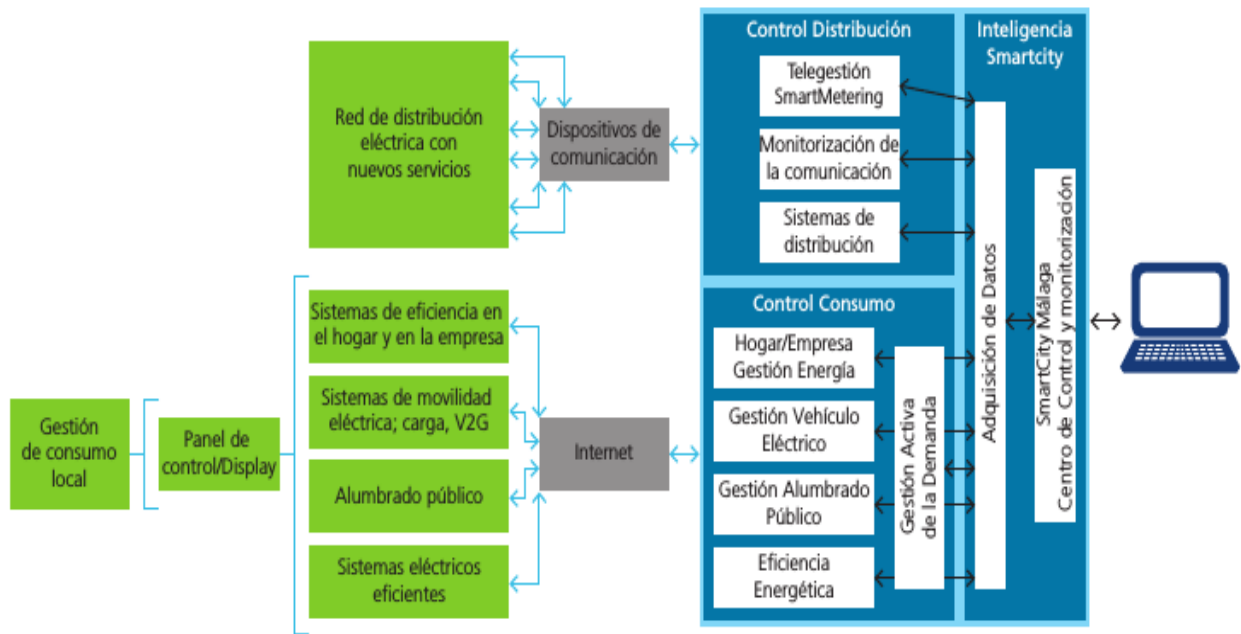 Control Distribución
Inteligencia
Smartcity
Telegestión
SmartMetering
Red de distribución
eléctrica con
nuevos servicios
Dispositivos de
comunicación
Monitorización de
la comunicación
Sistemas de
distribución
Adquisición de Datos
SmartCity Málaga
Centro de Control y monitorización
Control Consumo
Sistemas de eficiencia en
el hogar y en la empresa
Hogar/Empresa
Gestión Energía
Gestión Activa
de la Demanda
Sistemas de movilidad
eléctrica; carga, V2G
Gestión Vehículo
Eléctrico
Gestión
de consumo
local
Panel de
control/Display
Internet
Alumbrado público
Gestión Alumbrado
Público
Sistemas eléctricos
eficientes
Eficiencia
Energética